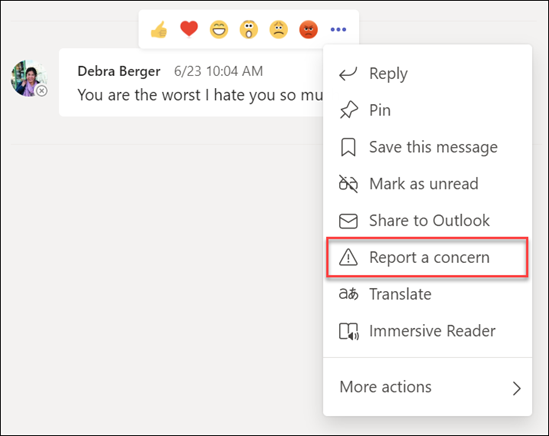 Debra Berger 6/23 10:04 AM
You are the worst I hate you so mu
Reply
Pin
Save this message
Mark as unread
Share to Outlook
Report a concern
Translate
Immersive Reader
More actions